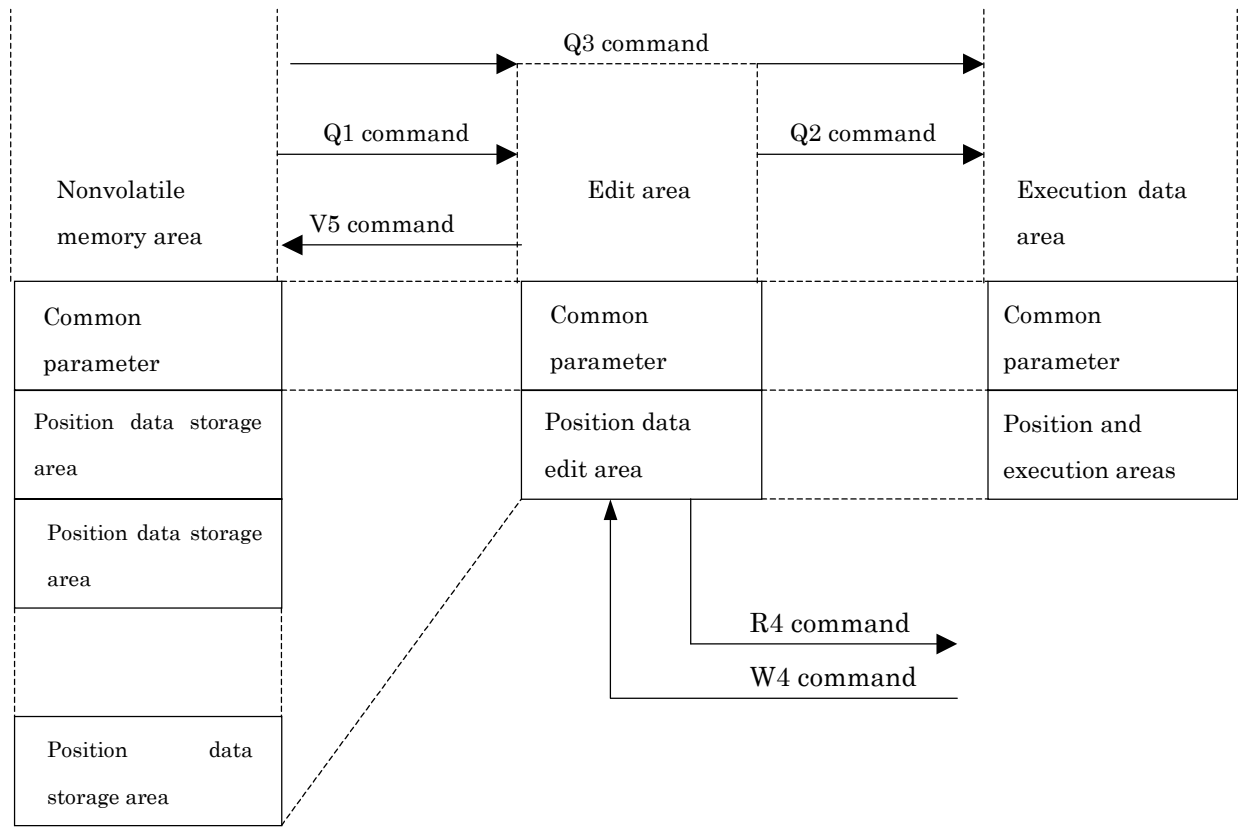 Q3 command
Q1 command
Q2 command
Nonvolatile
memory area
V5 command
Edit area
Execution data
area
Common
parameter
Common
parameter
Common
parameter
Position data storage
area
Position data
edit area
Position and
execution areas
Position data storage
area
R4 command
W4 command
Position data
storage area